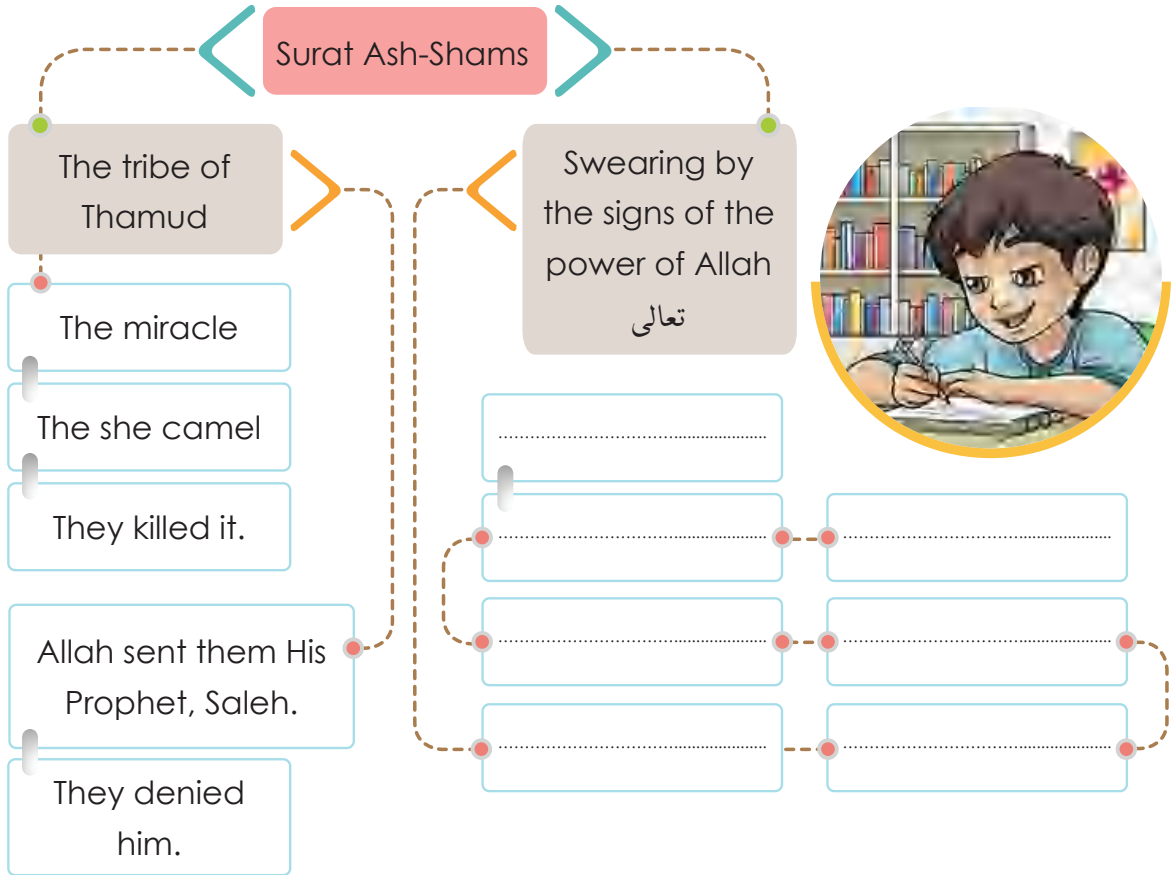 Surat Ash-Shams
The tribe of
Thamud
The miracle
The she camel
They killed it.
Allah sent them His
Prophet, Saleh.
They denied
him.
Swearing by
the signs of the
power of Allah
تعالى